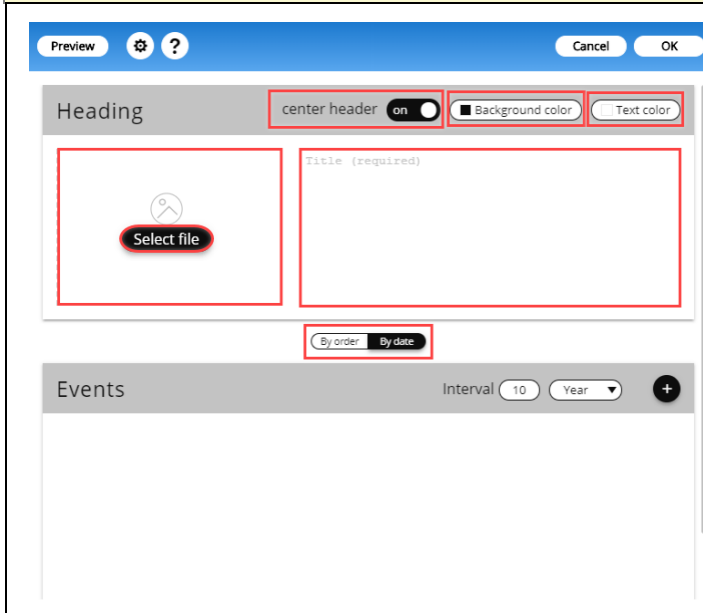 Preview ? Cancel OK
Heading center header on Background color Text color
Title (required)
Select file
By order By date
Events Interval 10 Year +